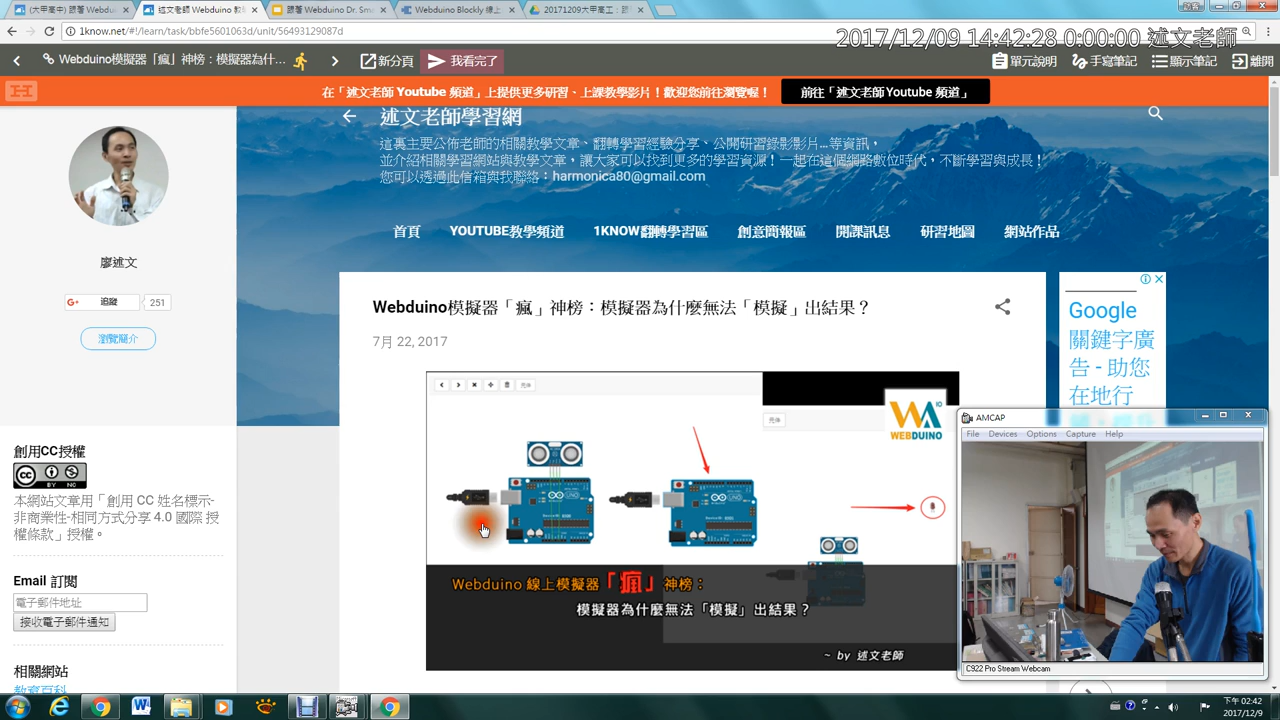 (大甲高中) 跟著 Webdu
述文老師 Webduino 教
跟著 Webduino Dr. Sm
Webduino Blockly 線上
20171209大甲高工：跟
1know.net/#!/learn/task/bbfe5601063d/unit/56493129087d
2017/12/09 14:42:28 0:00:00 述文老師
Webduino模擬器「瘋」神榜：模擬器為什...
新分頁
我看完了
單元說明
手寫筆記
顯示筆記
離開
在「述文老師 Youtube 頻道」上提供更多研習、上課教學影片！歡迎您前往瀏覽喔！
前往「述文老師 Youtube 頻道」
述文老師學習網
這裏主要公佈老師的相關教學文章、翻轉學習經驗分享、公開研習錄影影片...等資訊，
並介紹相關學習網站與教學文章，讓大家可以找到更多的學習資源！一起在這個網路數位時代，不斷學習與成長！
您可以透過此信箱與我聯絡：harmonica80@gmail.com
首頁
YOUTUBE教學頻道
1KNOW翻轉學習區
創意簡報區
開課訊息
研習地圖
網站作品
廖述文
G+ 追蹤 251
瀏覽簡介
Webduino模擬器「瘋」神榜：模擬器為什麼無法「模擬」出結果？
7月 22, 2017
Google
關鍵字廣
告 - 助您
在地行
WEBDUINO
Webduino 線上模擬器「瘋」神榜：
模擬器為什麼無法「模擬」出結果？
~ by 述文老師
創用CC授權
cc
BY NC
本網站文章用「創用 CC 姓名標示-
非商業性-相同方式分享 4.0 國際 授
權條款」授權。
Email 訂閱
電子郵件地址
接收電子郵件通知
相關網站
教育百科
AMCAP
File Devices Options Capture Help
C922 Pro Stream Webcam
下午 02:42
2017/12/9